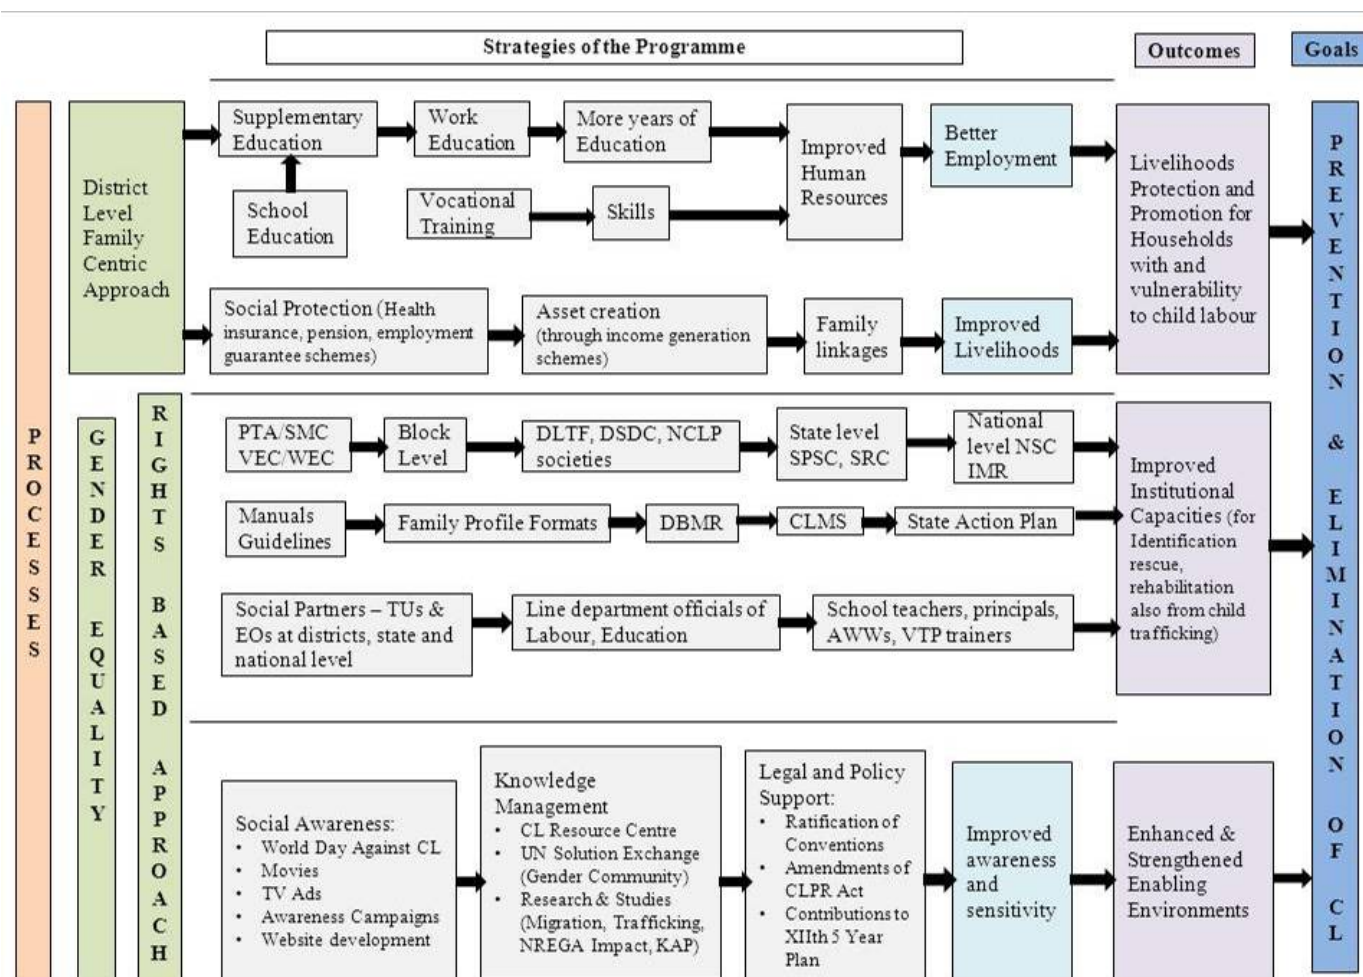 Strategies of the Programme
Outcomes
Goals
PROCESSES
District
Level
Family
Centric
Approach
GENDER EQUALITY
RIGHTS BASED APPROACH
Supplementary
Education
Work
Education
More years of
Education
School
Education
Vocational
Training
Skills
Improved
Human
Resources
Better
Employment
Livelihoods
Protection and
Promotion for
Households
with and
vulnerability
to child labour
Social Protection (Health
insurance, pension, employment
guarantee schemes)
Asset creation
(through income generation
schemes)
Family
linkages
Improved
Livelihoods
PTA/SMC
VEC/WEC
Block
Level
DLTF, DSDC, NCLP
societies
State level
SPSC, SRC
National
level NSC
IMR
Manuals
Guidelines
Family Profile Formats
DBMR
CLMS
State Action Plan
Social Partners – TUs &
EOs at districts, state and
national level
Line department officials of
Labour, Education
School teachers, principals,
AWWs, VTP trainers
Improved
Institutional
Capacities (for
Identification
rescue,
rehabilitation
also from child
trafficking)
Social Awareness:
• World Day Against CL
• Movies
• TV Ads
• Awareness Campaigns
• Website development
Knowledge
Management
• CL Resource Centre
• UN Solution Exchange
(Gender Community)
• Research & Studies
(Migration, Trafficking,
NREGA Impact, KAP)
Legal and Policy
Support:
• Ratification of
Conventions
• Amendments of
CLPR Act
• Contributions to
XIIth 5 Year
Plan
Improved
awareness
and
sensitivity
Enhanced &
Strengthened
Enabling
Environments
PREVENTION & ELIMINATION OF CL